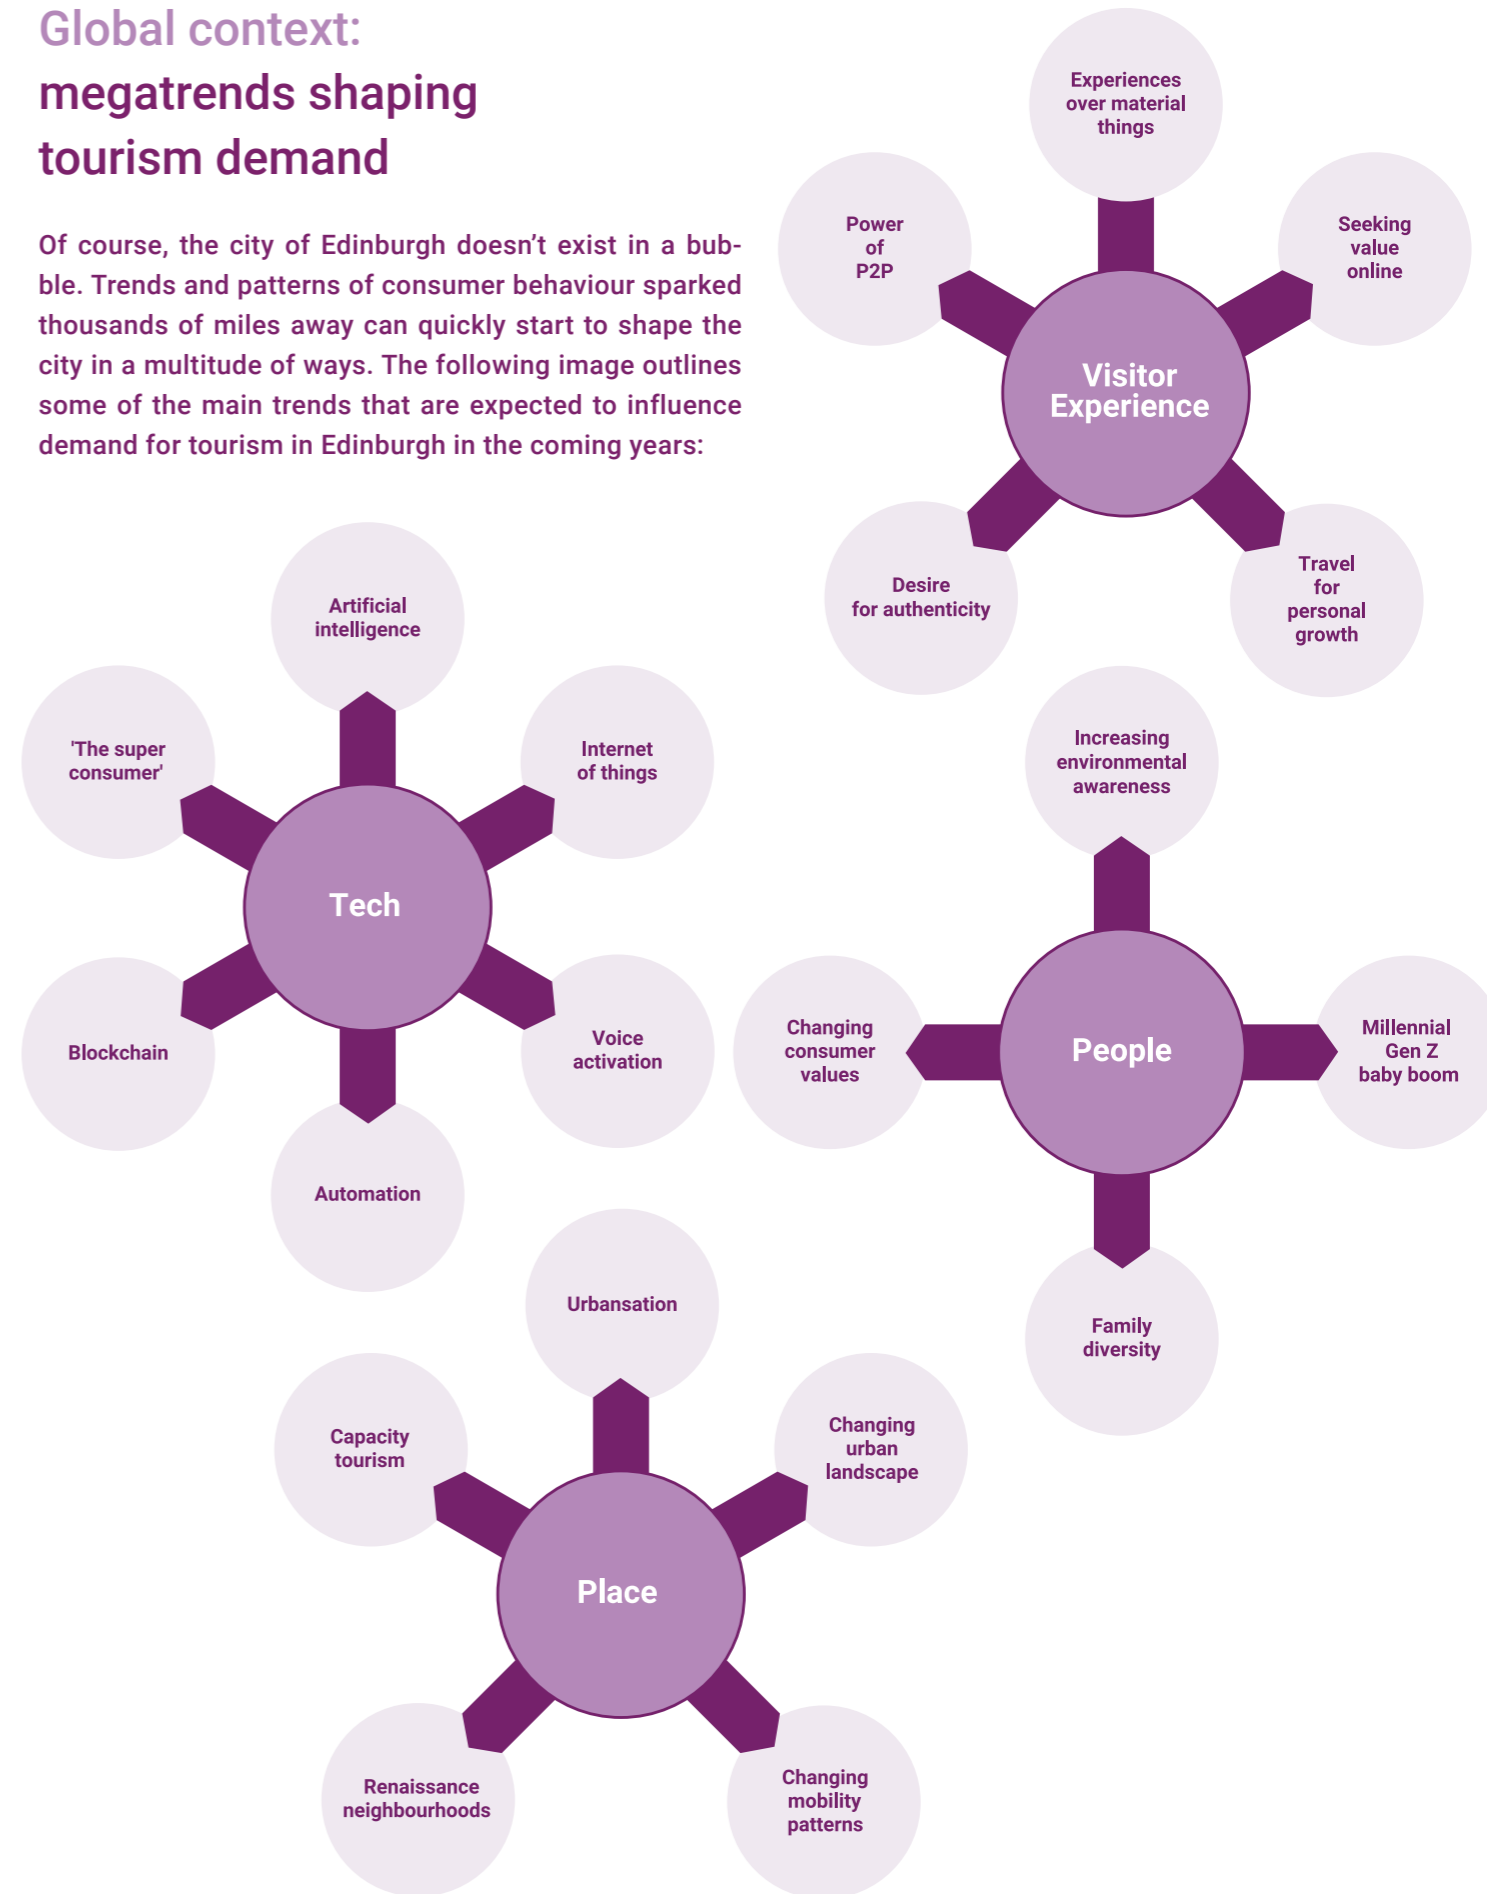 Global context:
megatrends shaping
tourism demand
Of course, the city of Edinburgh doesn’t exist in a bub-
ble. Trends and patterns of consumer behaviour sparked
thousands of miles away can quickly start to shape the
city in a multitude of ways. The following image outlines
some of the main trends that are expected to influence
demand for tourism in Edinburgh in the coming years:
Visitor
Experience
Experiences
over material
things
Seeking
value
online
Travel
for
personal
growth
Desire
for authenticity
Power
of
P2P
Tech
Artificial
intelligence
Internet
of things
Voice
activation
Automation
Blockchain
'The super
consumer'
People
Increasing
environmental
awareness
Millennial
Gen Z
baby boom
Family
diversity
Changing
consumer
values
Place
Urbansation
Changing
urban
landscape
Changing
mobility
patterns
Renaissance
neighbourhoods
Capacity
tourism